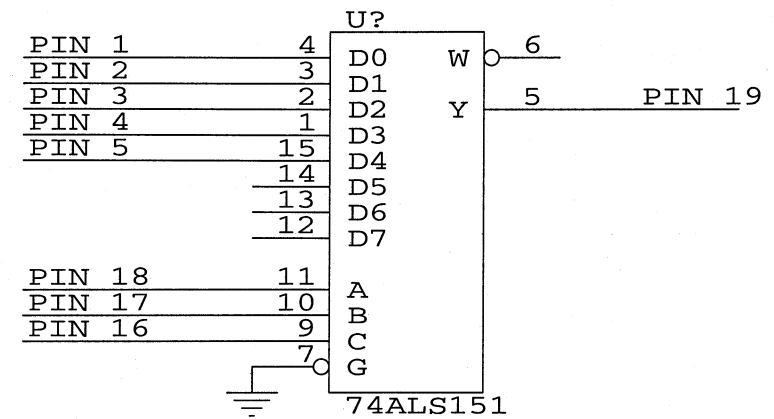 U?
PIN 1 4 D0 W 6
PIN 2 3 D1
PIN 3 2 D2 Y 5 PIN 19
PIN 4 1 D3
PIN 5 15 D4
14 D5
13 D6
12 D7
PIN 18 11 A
PIN 17 10 B
PIN 16 9 C
7 G
74ALS151